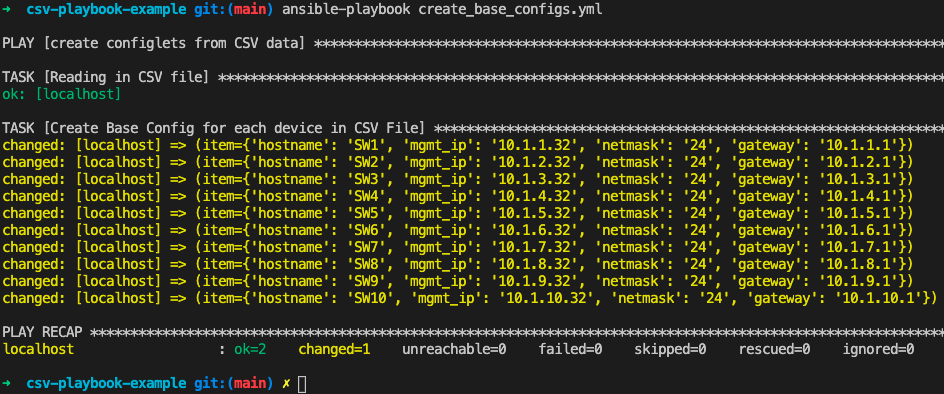 ➜ csv-playbook-example git:(main) ansible-playbook create_base_configs.yml
PLAY [create configlets from CSV data] ******************************************************************************
TASK [Reading in CSV file] ******************************************************************************************
ok: [localhost]
TASK [Create Base Config for each device in CSV File] ***************************************************************
changed: [localhost] => (item={'hostname': 'SW1', 'mgmt_ip': '10.1.1.32', 'netmask': '24', 'gateway': '10.1.1.1'})
changed: [localhost] => (item={'hostname': 'SW2', 'mgmt_ip': '10.1.2.32', 'netmask': '24', 'gateway': '10.1.2.1'})
changed: [localhost] => (item={'hostname': 'SW3', 'mgmt_ip': '10.1.3.32', 'netmask': '24', 'gateway': '10.1.3.1'})
changed: [localhost] => (item={'hostname': 'SW4', 'mgmt_ip': '10.1.4.32', 'netmask': '24', 'gateway': '10.1.4.1'})
changed: [localhost] => (item={'hostname': 'SW5', 'mgmt_ip': '10.1.5.32', 'netmask': '24', 'gateway': '10.1.5.1'})
changed: [localhost] => (item={'hostname': 'SW6', 'mgmt_ip': '10.1.6.32', 'netmask': '24', 'gateway': '10.1.6.1'})
changed: [localhost] => (item={'hostname': 'SW7', 'mgmt_ip': '10.1.7.32', 'netmask': '24', 'gateway': '10.1.7.1'})
changed: [localhost] => (item={'hostname': 'SW8', 'mgmt_ip': '10.1.8.32', 'netmask': '24', 'gateway': '10.1.8.1'})
changed: [localhost] => (item={'hostname': 'SW9', 'mgmt_ip': '10.1.9.32', 'netmask': '24', 'gateway': '10.1.9.1'})
changed: [localhost] => (item={'hostname': 'SW10', 'mgmt_ip': '10.1.10.32', 'netmask': '24', 'gateway': '10.1.10.1'})
PLAY RECAP **********************************************************************************************************
localhost : ok=2 changed=1 unreachable=0 failed=0 skipped=0 rescued=0 ignored=0
➜ csv-playbook-example git:(main) ✗